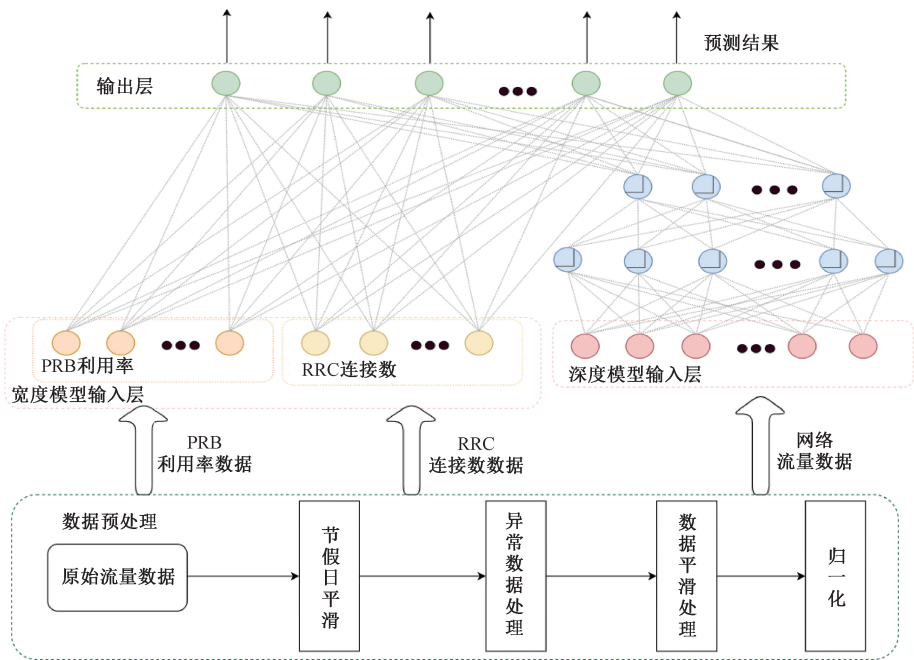 预测结果
输出层
PRB利用率
RRC连接数
宽度模型输入层
深度模型输入层
PRB
利用率数据
RRC
连接数数据
网络
流量数据
数据预处理
原始流量数据
节假日平滑
异常数据处理
数据平滑处理
归一化